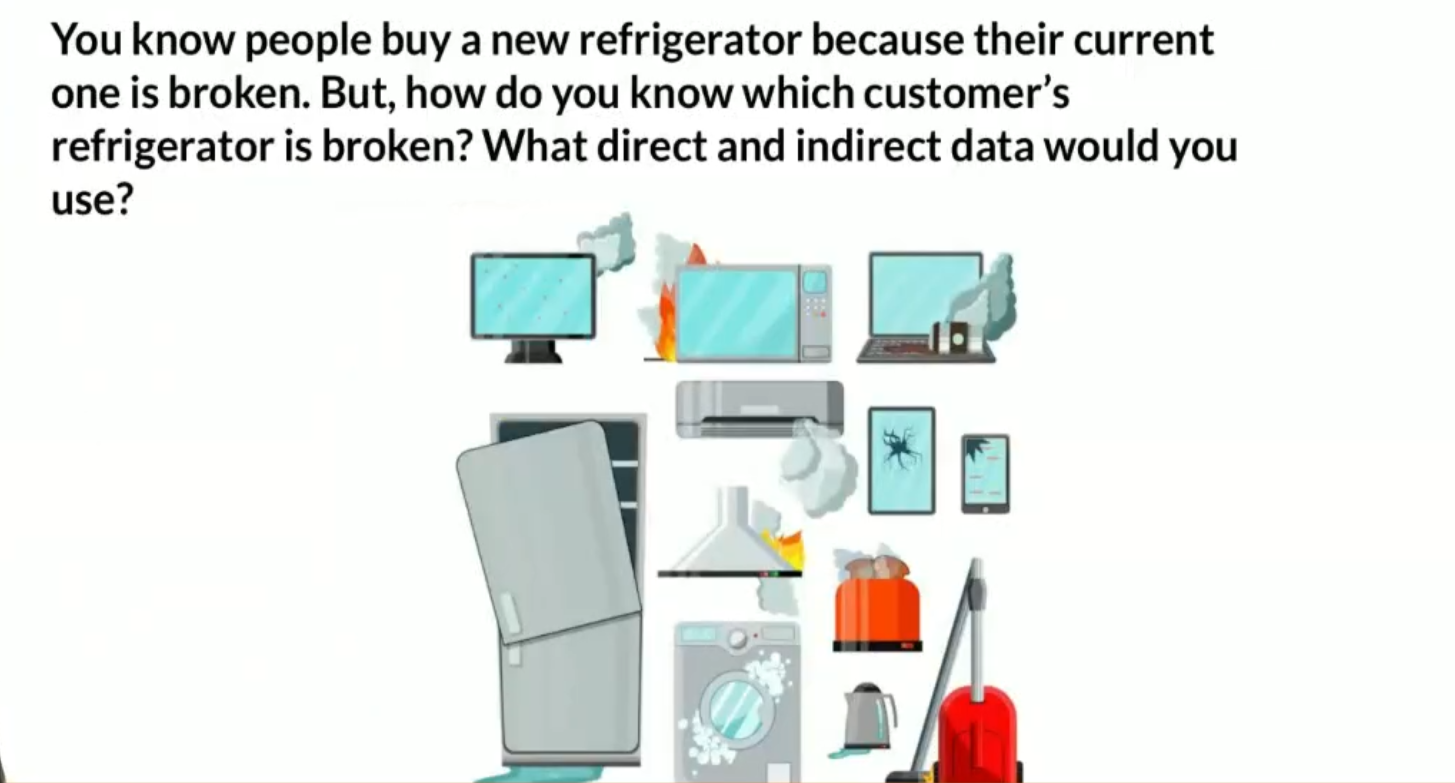 You know people buy a new refrigerator because their current
one is broken. But, how do you know which customer’s
refrigerator is broken? What direct and indirect data would you
use?